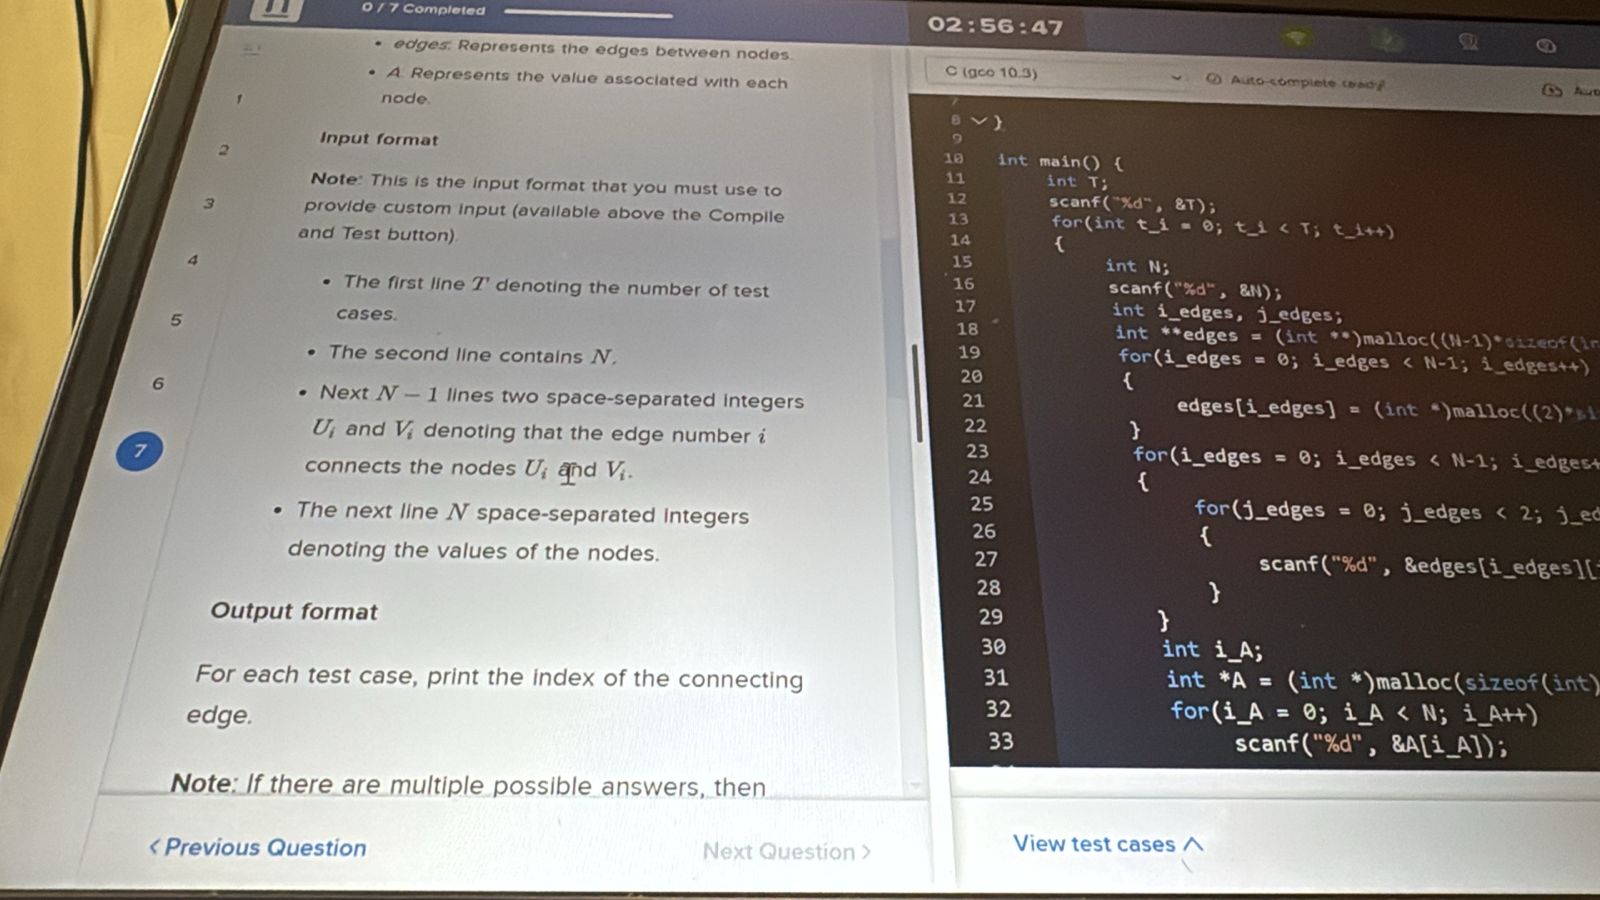 0 / 7 Completed
02:56:47
• edges: Represents the edges between nodes.
• A: Represents the value associated with each
node.
Input format
Note: This is the input format that you must use to
provide custom input (available above the Compile
and Test button).
• The first line T denoting the number of test
cases.
• The second line contains N.
• Next N − 1 lines two space-separated integers
Uᵢ and Vᵢ denoting that the edge number i
connects the nodes Uᵢ and Vᵢ.
• The next line N space-separated integers
denoting the values of the nodes.
Output format
For each test case, print the index of the connecting
edge.
Note: If there are multiple possible answers, then
1
2
3
4
5
6
7
< Previous Question
Next Question >
C (gcc 10.3)
Auto-complete ready!
7
8 }
9
10 int main() {
11 int T;
12 scanf("%d", &T);
13 for(int t_i = 0; t_i < T; t_i++)
14 {
15 int N;
16 scanf("%d", &N);
17 int i_edges, j_edges;
18 int **edges = (int **)malloc((N-1)*sizeof(in
19 for(i_edges = 0; i_edges < N-1; i_edges++)
20 {
21 edges[i_edges] = (int *)malloc((2)*si
22 }
23 for(i_edges = 0; i_edges < N-1; i_edges+
24 {
25 for(j_edges = 0; j_edges < 2; j_ed
26 {
27 scanf("%d", &edges[i_edges][
28 }
29 }
30 int i_A;
31 int *A = (int *)malloc(sizeof(int)
32 for(i_A = 0; i_A < N; i_A++)
33 scanf("%d", &A[i_A]);
View test cases